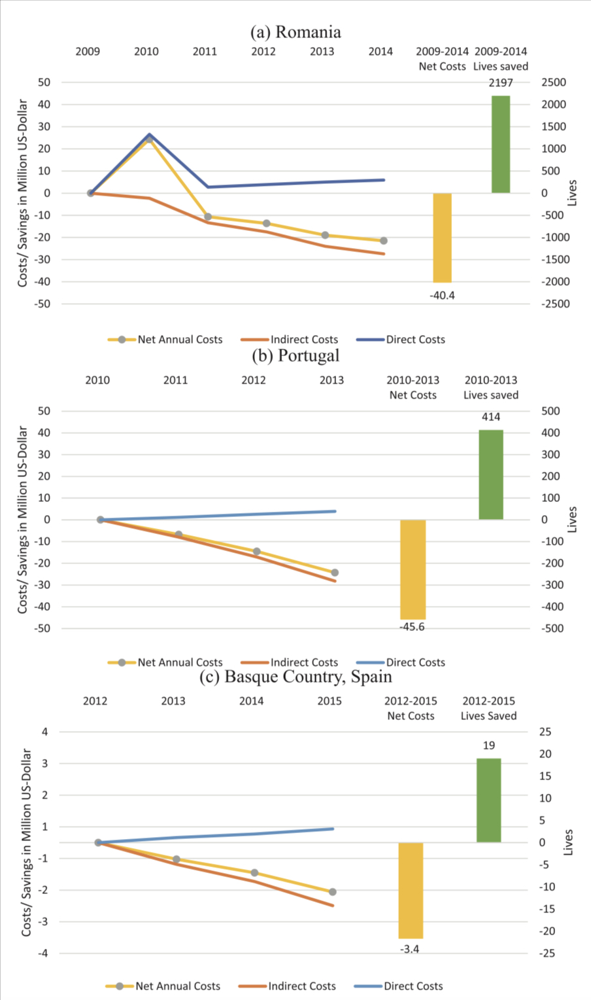 (a) Romania
2009 2010 2011 2012 2013 2014 2009-2014 2009-2014
Net Costs Lives saved
2197
50 2500
40 2000
30 1500
20 1000
10 500
0 0
-10 -500
-20 -1000
-30 -1500
-40 -2000
-40.4
-50 -2500
Costs/ Savings in Million US-Dollar
Lives
Net Annual Costs Indirect Costs Direct Costs
(b) Portugal
2010 2011 2012 2013 2010-2013 2010-2013
Net Costs Lives saved
50 500
414
40 400
30 300
20 200
10 100
0 0
-10 -100
-20 -200
-30 -300
-40 -400
-50 -45.6 -500
Costs/ Savings in Million US-Dollar
Lives
Net Annual Costs Indirect Costs Direct Costs
(c) Basque Country, Spain
2012 2013 2014 2015 2012-2015 2012-2015
Net Costs Lives Saved
4 25
19
20
3
15
2
10
1 5
0
-1 -5
-2 -10
-15
-3 -20
-3.4
-4 -25
Costs/ Savings in Million US-Dollar
Lives
Net Annual Costs Indirect Costs Direct Costs